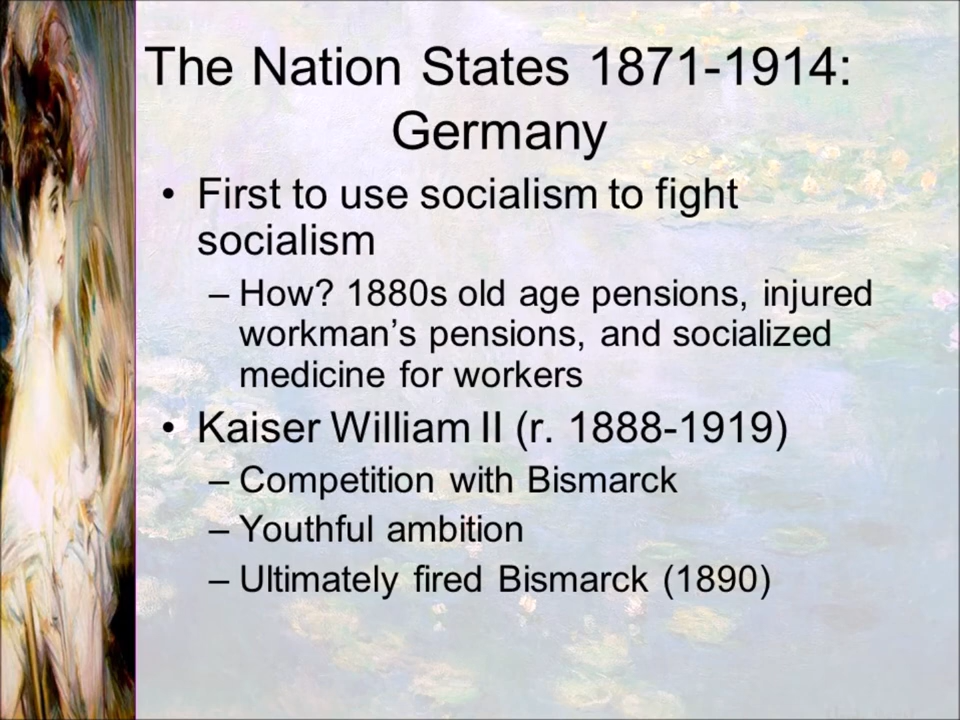 The Nation States 1871-1914:
Germany
• First to use socialism to fight
socialism
– How? 1880s old age pensions, injured
workman’s pensions, and socialized
medicine for workers
• Kaiser William II (r. 1888-1919)
– Competition with Bismarck
– Youthful ambition
– Ultimately fired Bismarck (1890)